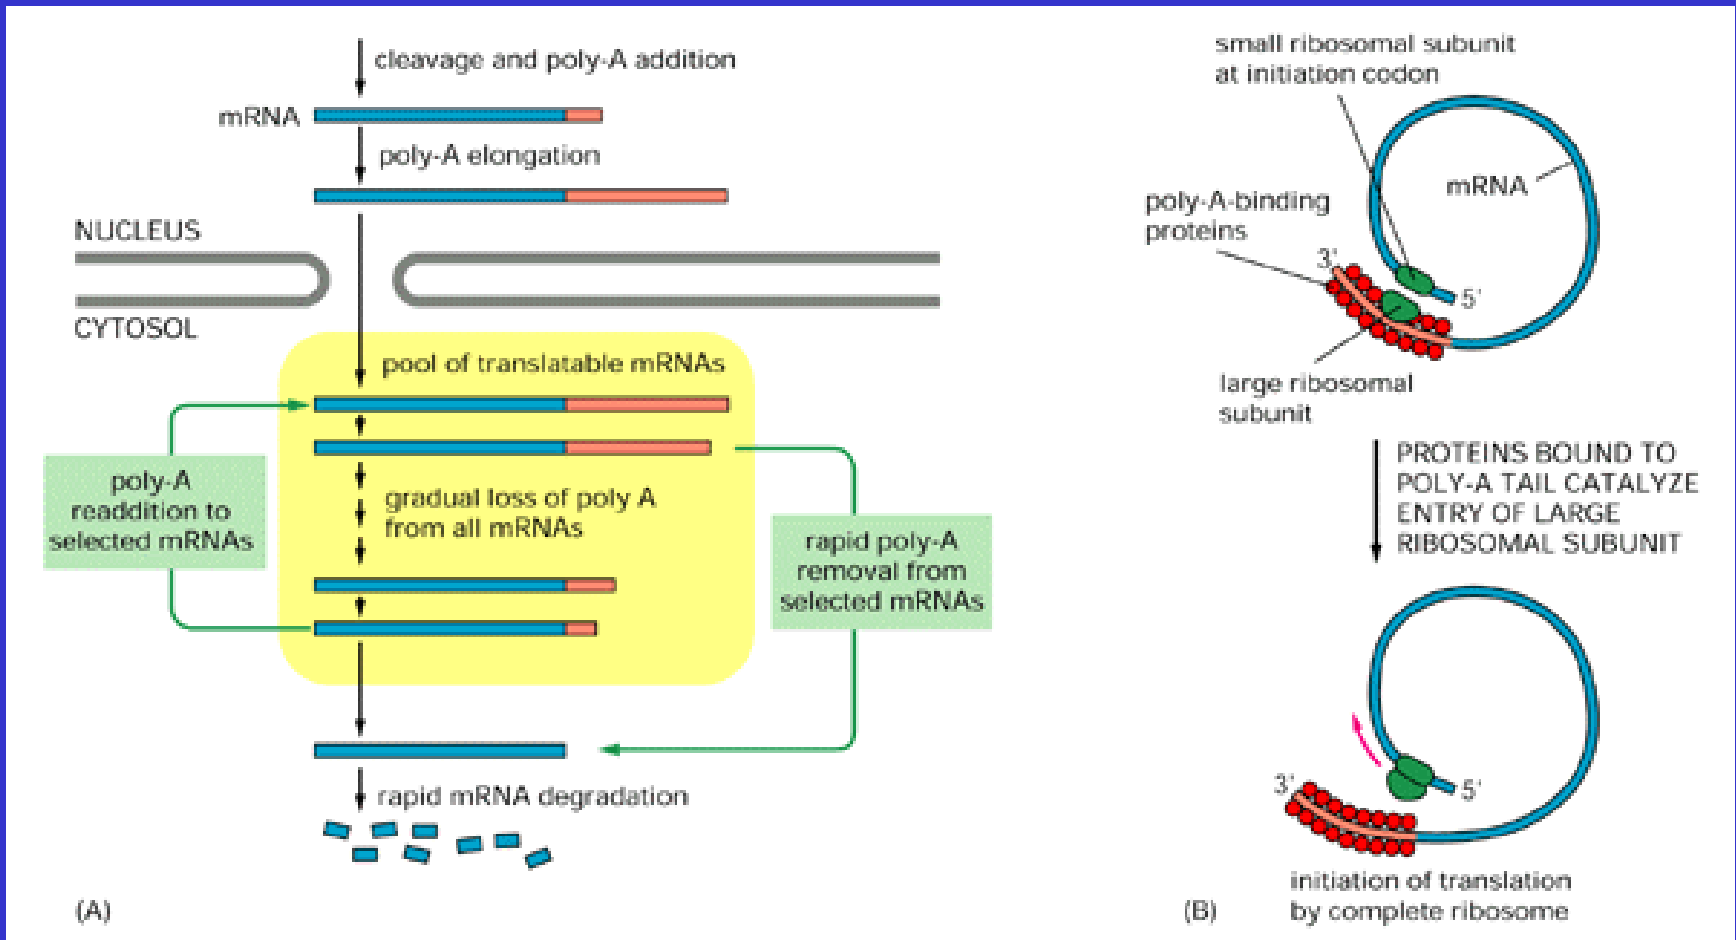 cleavage and poly-A addition
mRNA
poly-A elongation
NUCLEUS
CYTOSOL
pool of translatable mRNAs
poly-A
readdition to
selected mRNAs
gradual loss of poly A
from all mRNAs
rapid poly-A
removal from
selected mRNAs
rapid mRNA degradation
(A)
small ribosomal subunit
at initiation codon
mRNA
poly-A-binding
proteins
3'
5'
large ribosomal
subunit
PROTEINS BOUND TO
POLY-A TAIL CATALYZE
ENTRY OF LARGE
RIBOSOMAL SUBUNIT
3'
5'
initiation of translation
by complete ribosome
(B)